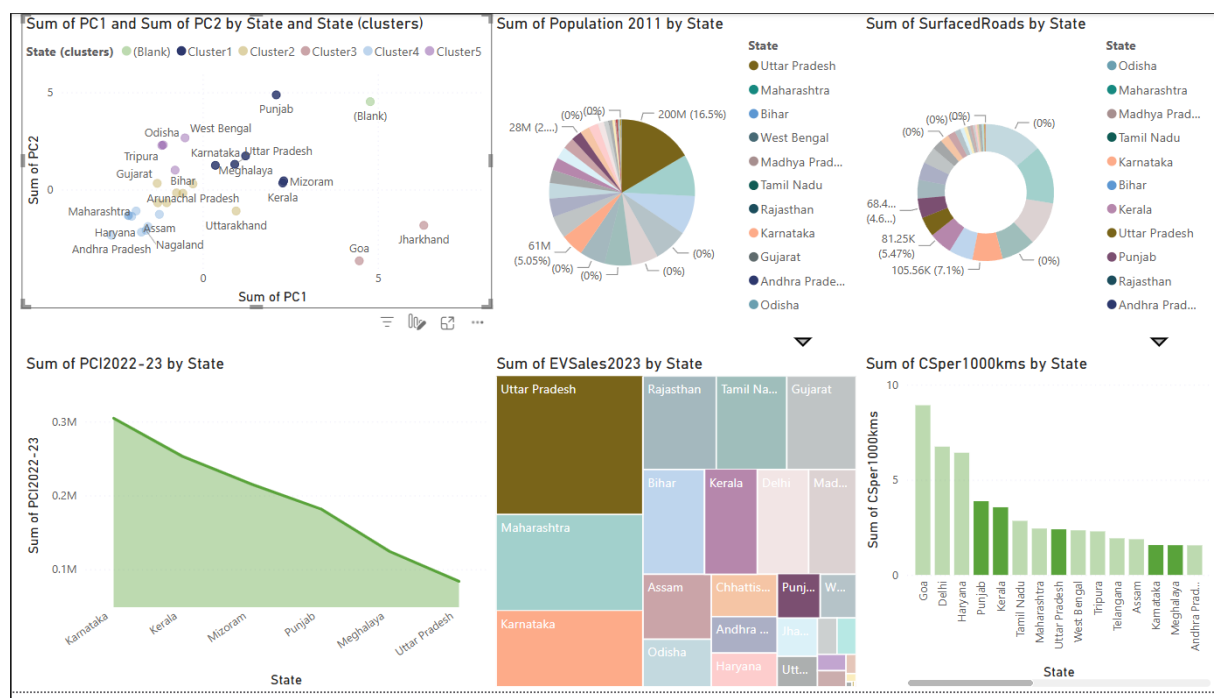 Sum of PC1 and Sum of PC2 by State and State (clusters)
State (clusters) (Blank) Cluster1 Cluster2 Cluster3 Cluster4 Cluster5
Sum of PC2
5
0
Punjab
(Blank)
Odisha
West Bengal
Tripura
Karnataka
Uttar Pradesh
Gujarat
Bihar
Meghalaya
Mizoram
Arunachal Pradesh
Kerala
Maharashtra
Uttarakhand
Haryana
Assam
Andhra Pradesh
Nagaland
Goa
Jharkhand
0
5
Sum of PC1
Sum of Population 2011 by State
(0%)
(0%)
200M (16.5%)
28M (2....)
61M
(5.05%)
(0%)
(0%)
(0%)
(0%)
State
Uttar Pradesh
Maharashtra
Bihar
West Bengal
Madhya Prad...
Tamil Nadu
Rajasthan
Karnataka
Gujarat
Andhra Prade...
Odisha
Sum of SurfacedRoads by State
(0%)
(0%)
(0%)
(0%)
(0%)
68.4...
(4.6...)
81.25K
(5.47%)
105.56K (7.1%)
(0%)
State
Odisha
Maharashtra
Madhya Prad...
Tamil Nadu
Karnataka
Bihar
Kerala
Uttar Pradesh
Punjab
Rajasthan
Andhra Prad...
Sum of PCI2022-23 by State
Sum of PCI2022-23
0.3M
0.2M
0.1M
Karnataka
Kerala
Mizoram
Punjab
Meghalaya
Uttar Pradesh
State
Sum of EVSales2023 by State
Uttar Pradesh
Maharashtra
Karnataka
Rajasthan
Tamil Na...
Gujarat
Bihar
Kerala
Delhi
Mad...
Assam
Odisha
Chhattis...
Andhra ...
Haryana
Punj...
Jha...
Utt...
W...
Sum of CSper1000kms by State
Sum of CSper1000kms
10
5
0
Goa
Delhi
Haryana
Punjab
Kerala
Tamil Nadu
Maharashtra
Uttar Pradesh
West Bengal
Tripura
Telangana
Assam
Karnataka
Meghalaya
Andhra Prad...
State